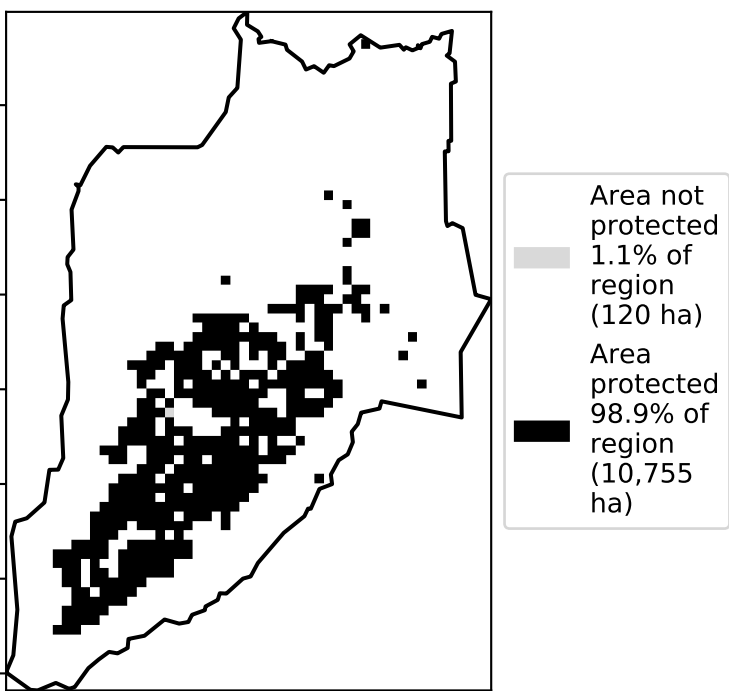 Area not
protected
1.1% of
region
(120 ha)
Area
protected
98.9% of
region
(10,755
ha)